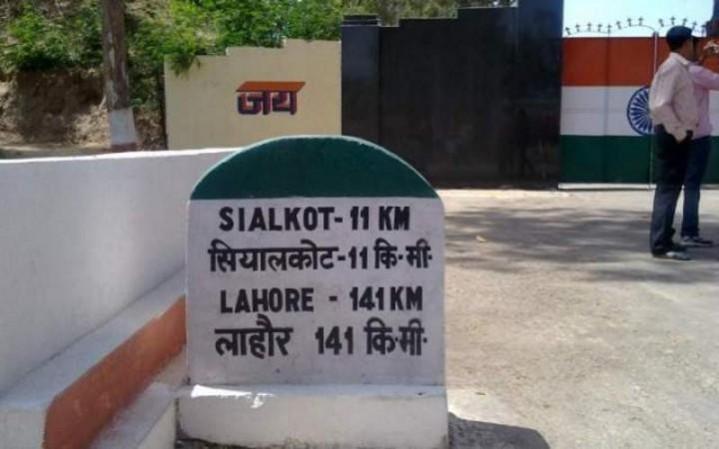 जय
SIALKOT- 11 KM
सियालकोट-11 कि·मी·
LAHORE - 141 KM
लाहौर 141 कि·मी·